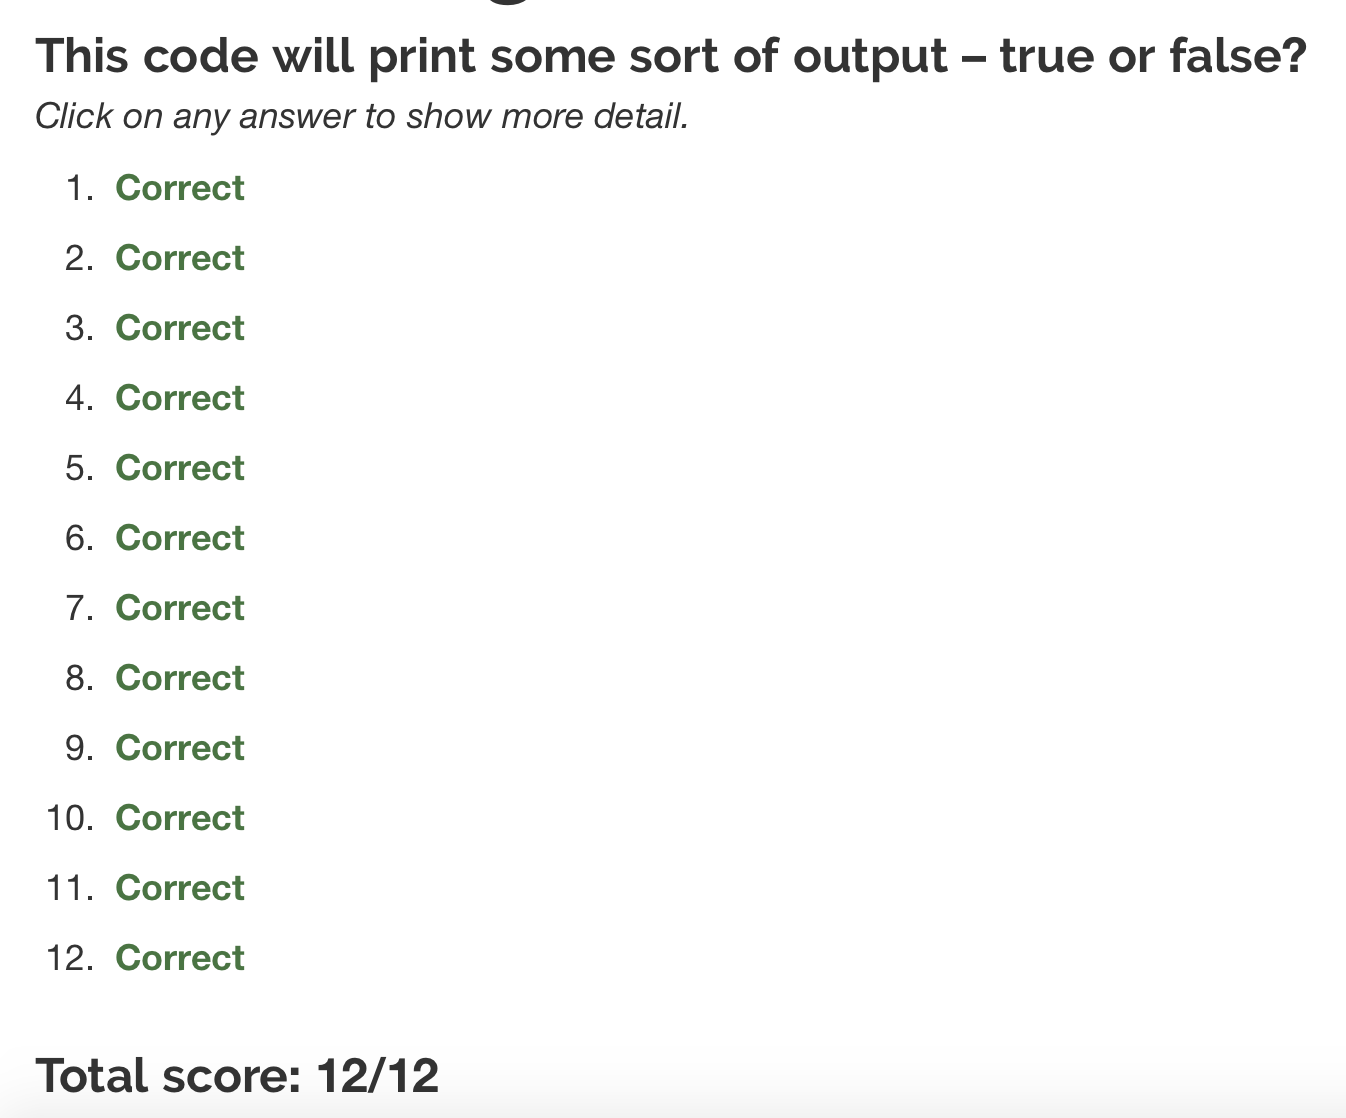 This code will print some sort of output – true or false?
Click on any answer to show more detail.
1. Correct
2. Correct
3. Correct
4. Correct
5. Correct
6. Correct
7. Correct
8. Correct
9. Correct
10. Correct
11. Correct
12. Correct
Total score: 12/12